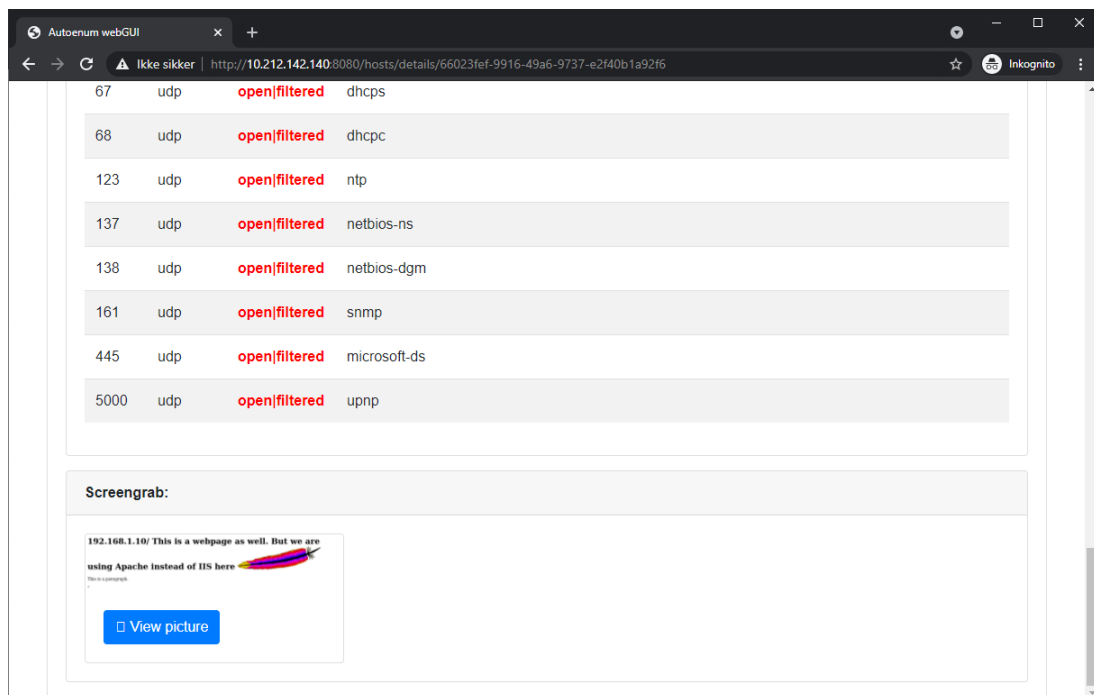 Autoenum webGUI
Ikke sikker | http://10.212.142.140:8080/hosts/details/66023fef-9916-49a6-9737-e2f40b1a92f6 Inkognito
67 udp open|filtered dhcps
68 udp open|filtered dhcpc
123 udp open|filtered ntp
137 udp open|filtered netbios-ns
138 udp open|filtered netbios-dgm
161 udp open|filtered snmp
445 udp open|filtered microsoft-ds
5000 udp open|filtered upnp
Screengrab:
192.168.1.10/ This is a webpage as well. But we are
using Apache instead of IIS here
This is a paragraph.
View picture